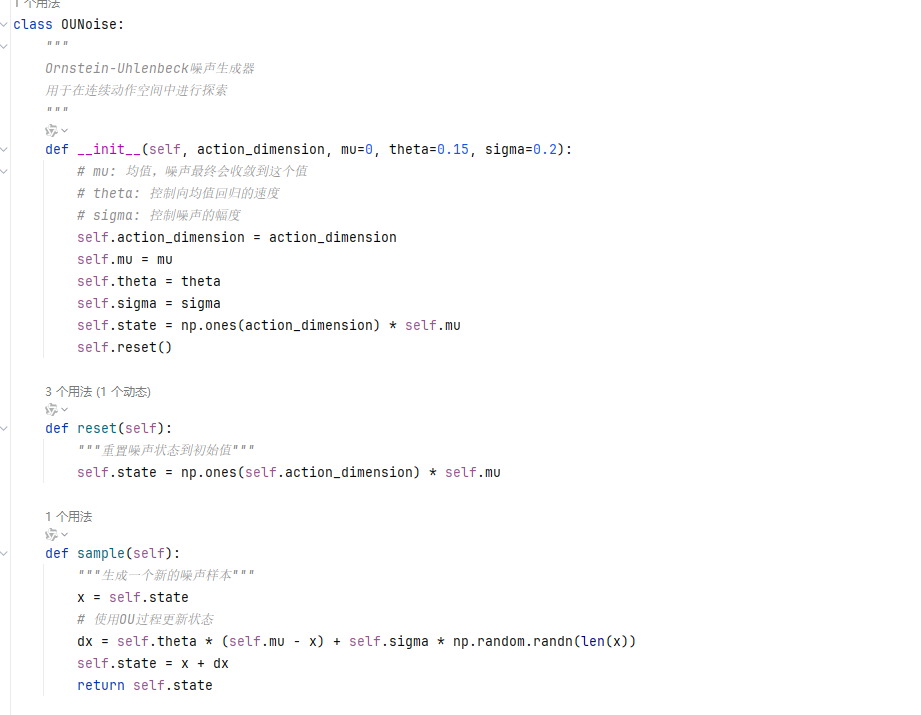 1 个用法
class OUNoise:
"""
Ornstein-Uhlenbeck噪声生成器
用于在连续动作空间中进行探索
"""
def __init__(self, action_dimension, mu=0, theta=0.15, sigma=0.2):
# mu: 均值，噪声最终会收敛到这个值
# theta: 控制向均值回归的速度
# sigma: 控制噪声的幅度
self.action_dimension = action_dimension
self.mu = mu
self.theta = theta
self.sigma = sigma
self.state = np.ones(action_dimension) * self.mu
self.reset()
3 个用法 (1 个动态)
def reset(self):
"""重置噪声状态到初始值"""
self.state = np.ones(self.action_dimension) * self.mu
1 个用法
def sample(self):
"""生成一个新的噪声样本"""
x = self.state
# 使用OU过程更新状态
dx = self.theta * (self.mu - x) + self.sigma * np.random.randn(len(x))
self.state = x + dx
return self.state